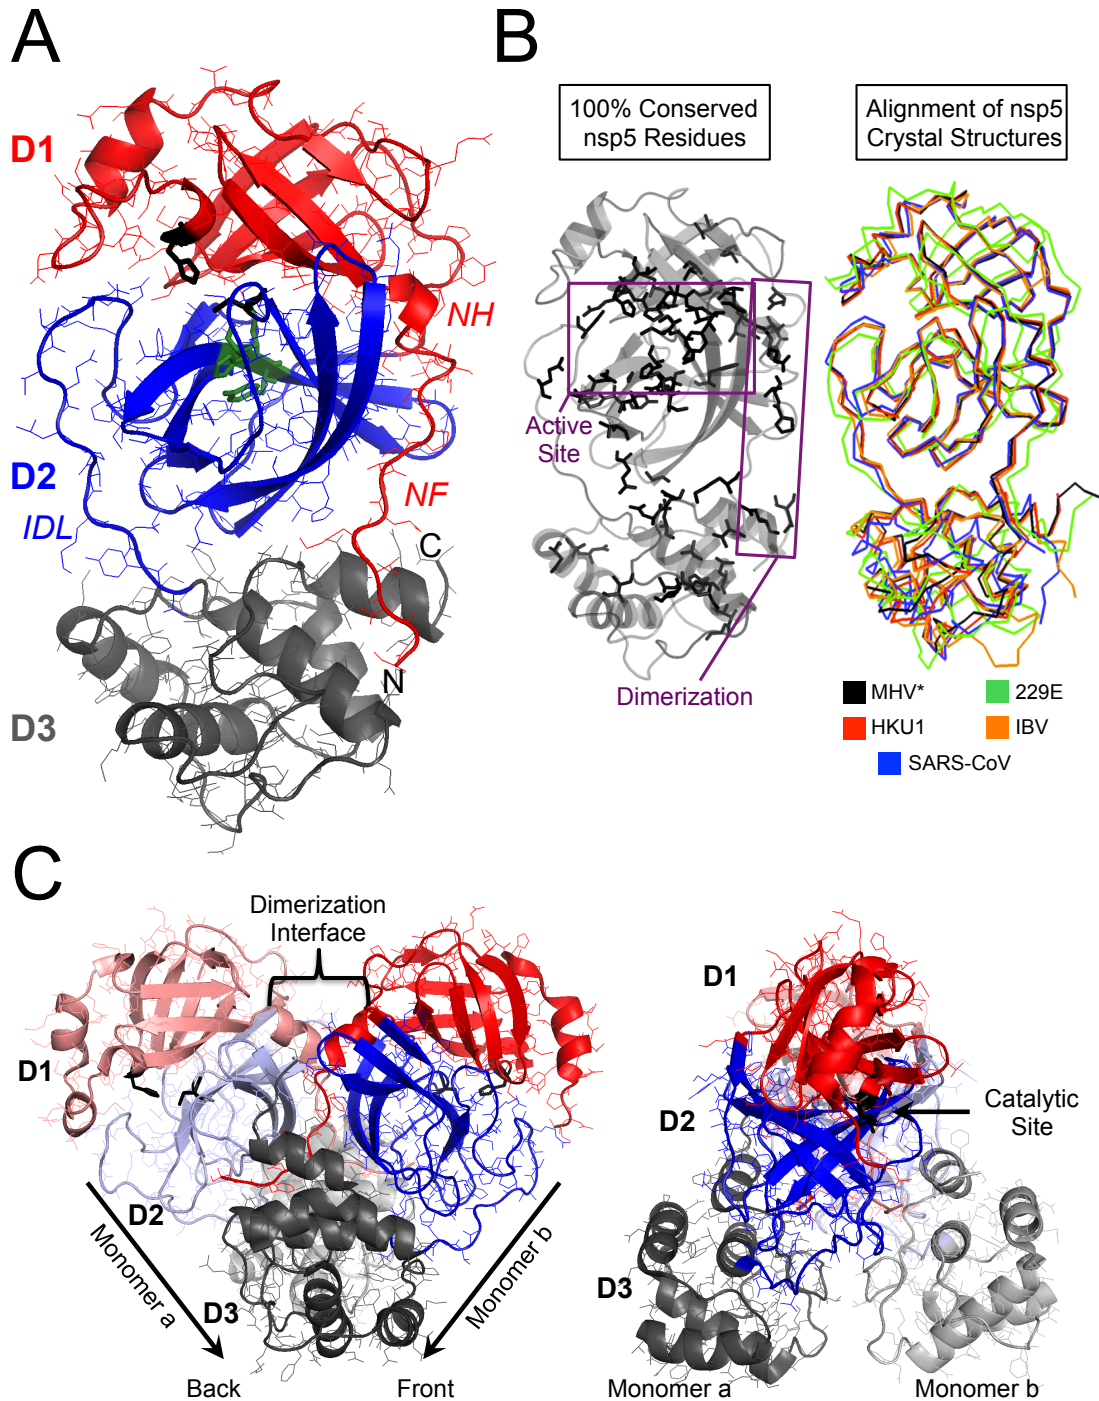 A
D1
NH
D2
IDL
NF
C
N
D3
B
100% Conserved
nsp5 Residues
Alignment of nsp5
Crystal Structures
Active
Site
Dimerization
MHV*
229E
HKU1
IBV
SARS-CoV
C
Dimerization
Interface
D1
D2
D3
Monomer a
Monomer b
Back
Front
D1
D2
Catalytic
Site
D3
Monomer a
Monomer b